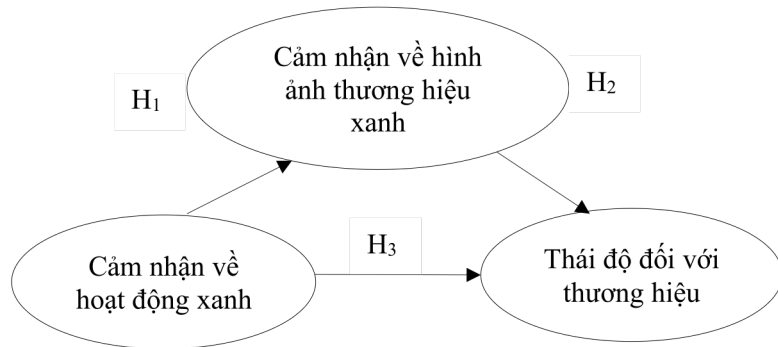 Cảm nhận về hình
ảnh thương hiệu
xanh
H₁
H₂
H₃
Cảm nhận về
hoạt động xanh
Thái độ đối với
thương hiệu